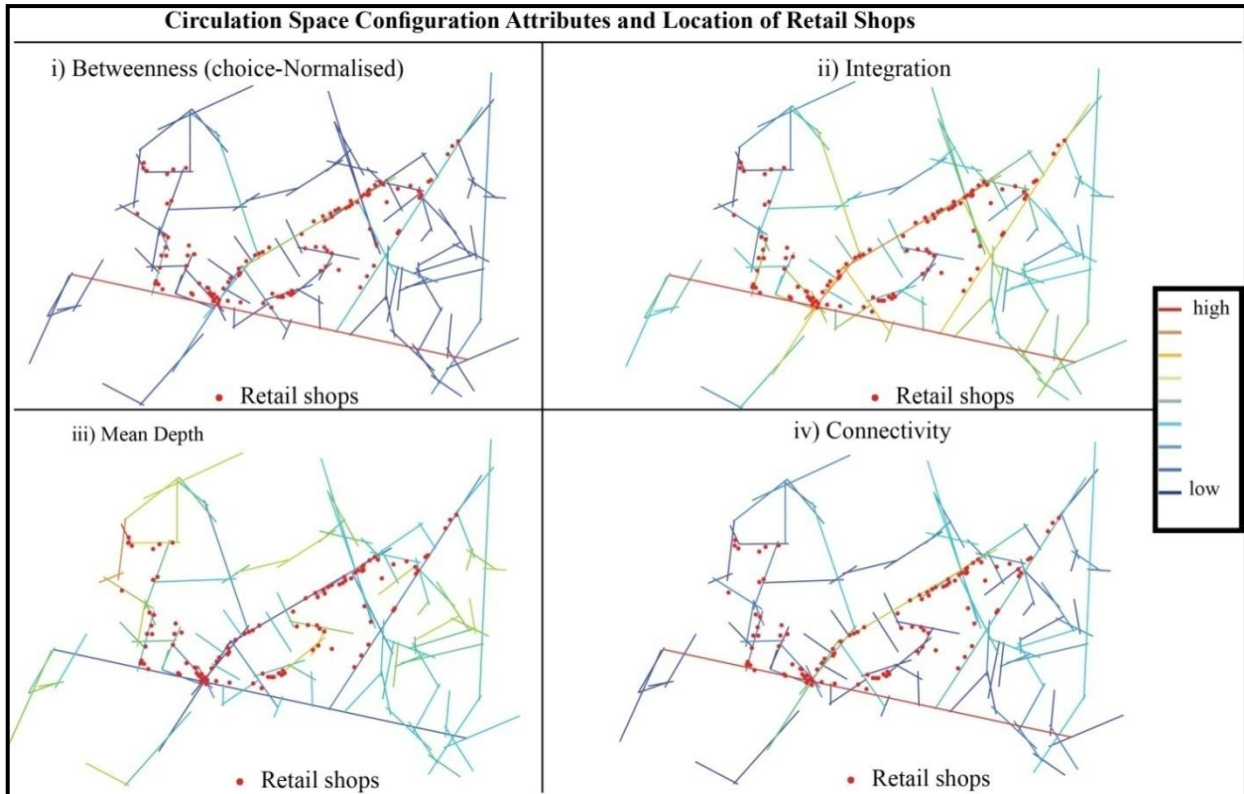 Circulation Space Configuration Attributes and Location of Retail Shops
i) Betweenness (choice-Normalised)
ii) Integration
high
low
Retail shops
Retail shops
iii) Mean Depth
iv) Connectivity
Retail shops
Retail shops